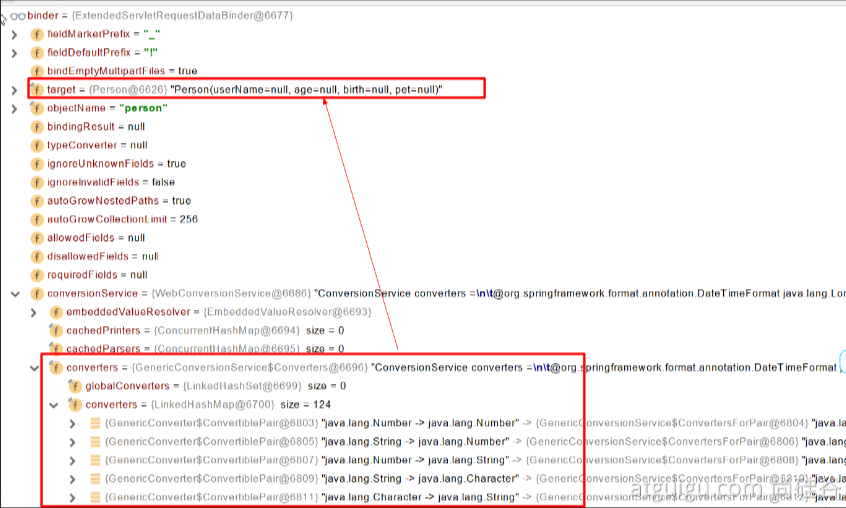 binder = {ExtendedServletRequestDataBinder@6677}
fieldMarkerPrefix = "_"
fieldDefaultPrefix = "!"
bindEmptyMultipartFiles = true
target = {Person@6626} "Person(userName=null, age=null, birth=null, pet=null)"
objectName = "person"
bindingResult = null
typeConverter = null
ignoreUnknownFields = true
ignoreInvalidFields = false
autoGrowNestedPaths = true
autoGrowCollectionLimit = 256
allowedFields = null
disallowedFields = null
requiredFields = null
conversionService = {WebConversionService@6686} "ConversionService converters =\n\t@org.springframework.format.annotation.DateTimeFormat java.lang.Lon
embeddedValueResolver = {EmbeddedValueResolver@6693}
cachedPrinters = {ConcurrentHashMap@6694} size = 0
cachedParsers = {ConcurrentHashMap@6695} size = 0
converters = {GenericConversionService$Converters@6696} "ConversionService converters =\n\t@org.springframework.format.annotation.DateTimeFormat
globalConverters = {LinkedHashSet@6699} size = 0
converters = {LinkedHashMap@6700} size = 124
{GenericConverter$ConvertiblePair@6803} "java.lang.Number -> java.lang.Number" -> {GenericConversionService$ConvertersForPair@6804} "java.la
{GenericConverter$ConvertiblePair@6805} "java.lang.String -> java.lang.Number" -> {GenericConversionService$ConvertersForPair@6806} "java.lang
{GenericConverter$ConvertiblePair@6807} "java.lang.Number -> java.lang.String" -> {GenericConversionService$ConvertersForPair@6808} "java.lang
{GenericConverter$ConvertiblePair@6809} "java.lang.String -> java.lang.Character" -> {GenericConversionService$ConvertersForPair@6810} "java.la
{GenericConverter$ConvertiblePair@6811} "java.lang.Character -> java.lang.String" -> {GenericConversionService$ConvertersForPair@6812} "java.la
atguigu.com 尚硅谷